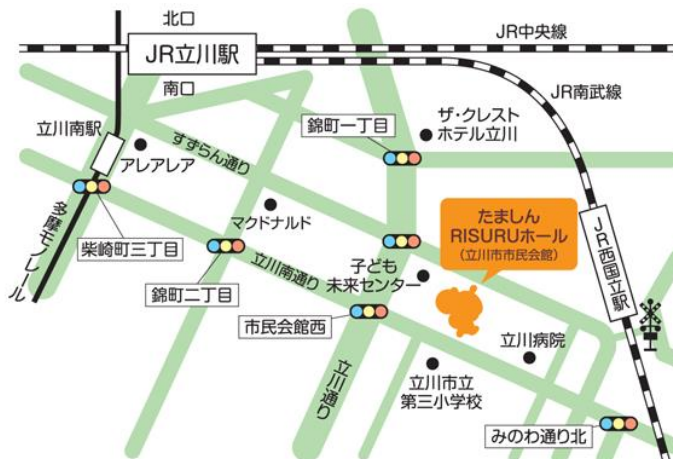 北口
JR中央線
JR立川駅
南口
JR南武線
立川南駅
アレアレア
すずらん通り
錦町一丁目
ザ・クレスト
ホテル立川
多摩モノレール
柴崎町三丁目
マクドナルド
錦町二丁目
立川南通り
たましん
RISURUホール
(立川市市民会館)
JR西国立駅
子ども
未来センター
市民会館西
立川通り
立川病院
立川市立
第三小学校
みのわ通り北